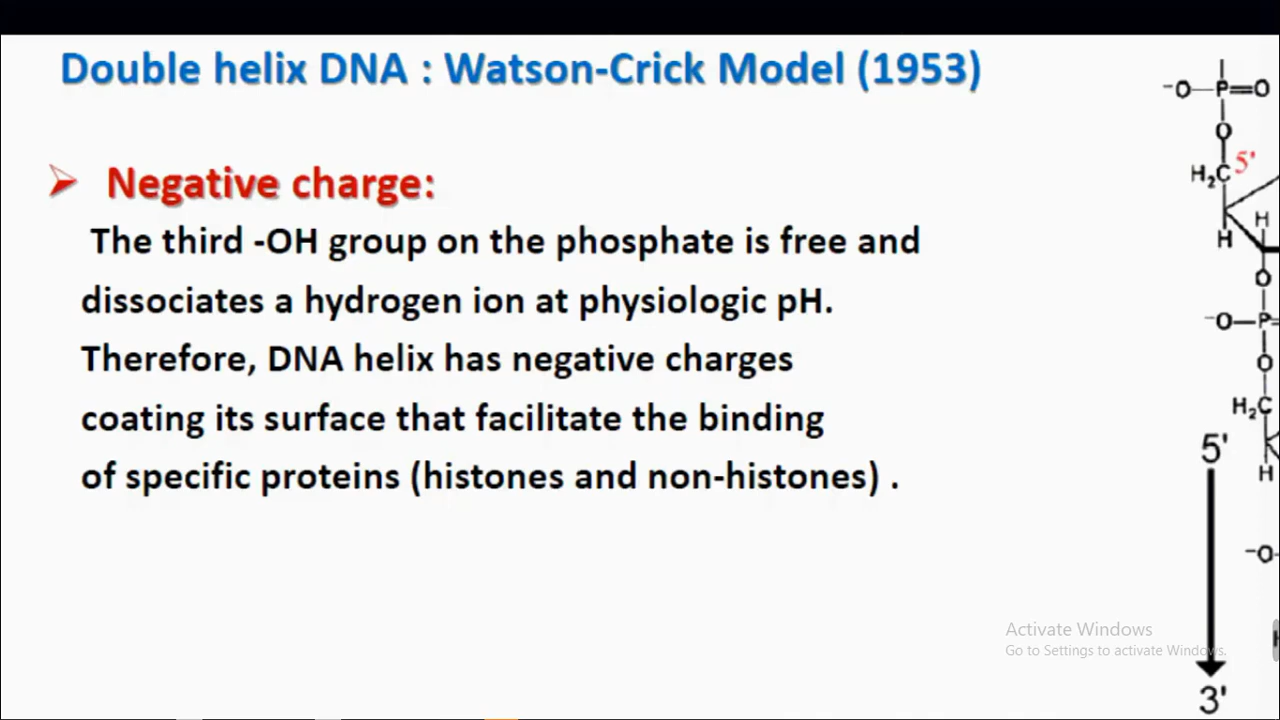 Double helix DNA : Watson-Crick Model (1953)
Negative charge:
The third -OH group on the phosphate is free and
dissociates a hydrogen ion at physiologic pH.
Therefore, DNA helix has negative charges
coating its surface that facilitate the binding
of specific proteins (histones and non-histones) .
⁻O—P=O
O
H₂C 5'
H
H
O
⁻O—P=
O
H₂C
5'
H
⁻O-
H
3'
Activate Windows
Go to Settings to activate Windows.